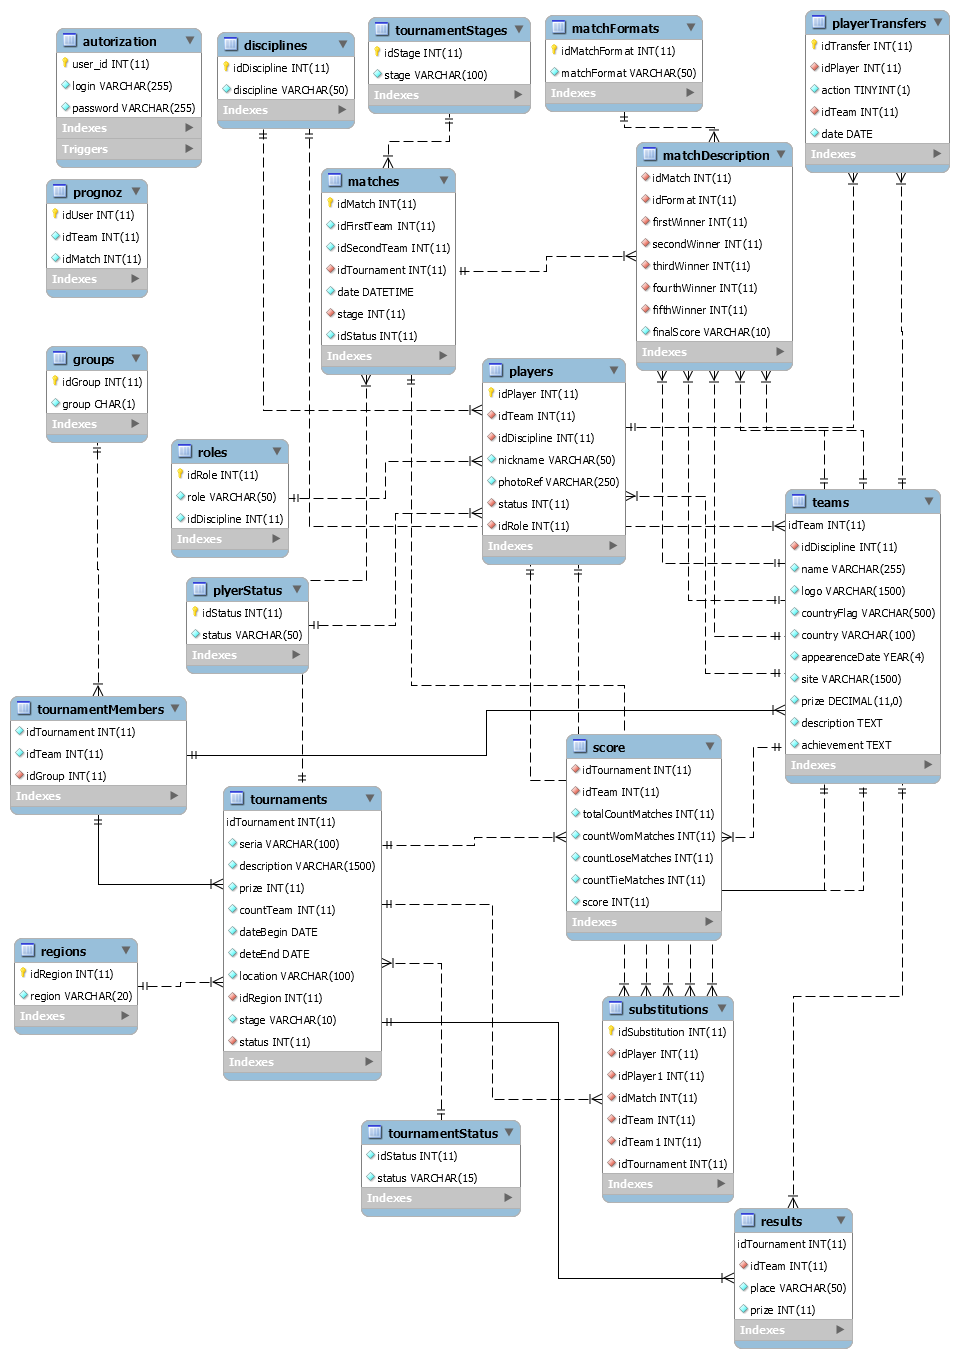 autorization
user_id INT(11)
login VARCHAR(255)
password VARCHAR(255)
Indexes
Triggers
disciplines
idDiscipline INT(11)
discipline VARCHAR(50)
Indexes
tournamentStages
idStage INT(11)
stage VARCHAR(100)
Indexes
matchFormats
idMatchFormat INT(11)
matchFormat VARCHAR(50)
Indexes
playerTransfers
idTransfer INT(11)
idPlayer INT(11)
action TINYINT(1)
idTeam INT(11)
date DATE
Indexes
prognoz
idUser INT(11)
idTeam INT(11)
idMatch INT(11)
Indexes
matches
idMatch INT(11)
idFirstTeam INT(11)
idSecondTeam INT(11)
idTournament INT(11)
date DATETIME
stage INT(11)
idStatus INT(11)
Indexes
matchDescription
idMatch INT(11)
idFormat INT(11)
firstWinner INT(11)
secondWinner INT(11)
thirdWinner INT(11)
fourthWinner INT(11)
fifthWinner INT(11)
finalScore VARCHAR(10)
Indexes
groups
idGroup INT(11)
group CHAR(1)
Indexes
players
idPlayer INT(11)
idTeam INT(11)
idDiscipline INT(11)
nickname VARCHAR(50)
photoRef VARCHAR(250)
status INT(11)
idRole INT(11)
Indexes
roles
idRole INT(11)
role VARCHAR(50)
idDiscipline INT(11)
Indexes
teams
idTeam INT(11)
idDiscipline INT(11)
name VARCHAR(255)
logo VARCHAR(1500)
countryFlag VARCHAR(500)
country VARCHAR(100)
appearenceDate YEAR(4)
site VARCHAR(1500)
prize DECIMAL(11,0)
description TEXT
achievement TEXT
Indexes
plyerStatus
idStatus INT(11)
status VARCHAR(50)
Indexes
tournamentMembers
idTournament INT(11)
idTeam INT(11)
idGroup INT(11)
Indexes
score
idTournament INT(11)
idTeam INT(11)
totalCountMatches INT(11)
countWomMatches INT(11)
countLoseMatches INT(11)
countTieMatches INT(11)
score INT(11)
Indexes
tournaments
idTournament INT(11)
seria VARCHAR(100)
description VARCHAR(1500)
prize INT(11)
countTeam INT(11)
dateBegin DATE
deteEnd DATE
location VARCHAR(100)
idRegion INT(11)
stage VARCHAR(10)
status INT(11)
Indexes
regions
idRegion INT(11)
region VARCHAR(20)
Indexes
substitutions
idSubstitution INT(11)
idPlayer INT(11)
idPlayer1 INT(11)
idMatch INT(11)
idTeam INT(11)
idTeam1 INT(11)
idTournament INT(11)
Indexes
tournamentStatus
idStatus INT(11)
status VARCHAR(15)
Indexes
results
idTournament INT(11)
idTeam INT(11)
place VARCHAR(50)
prize INT(11)
Indexes